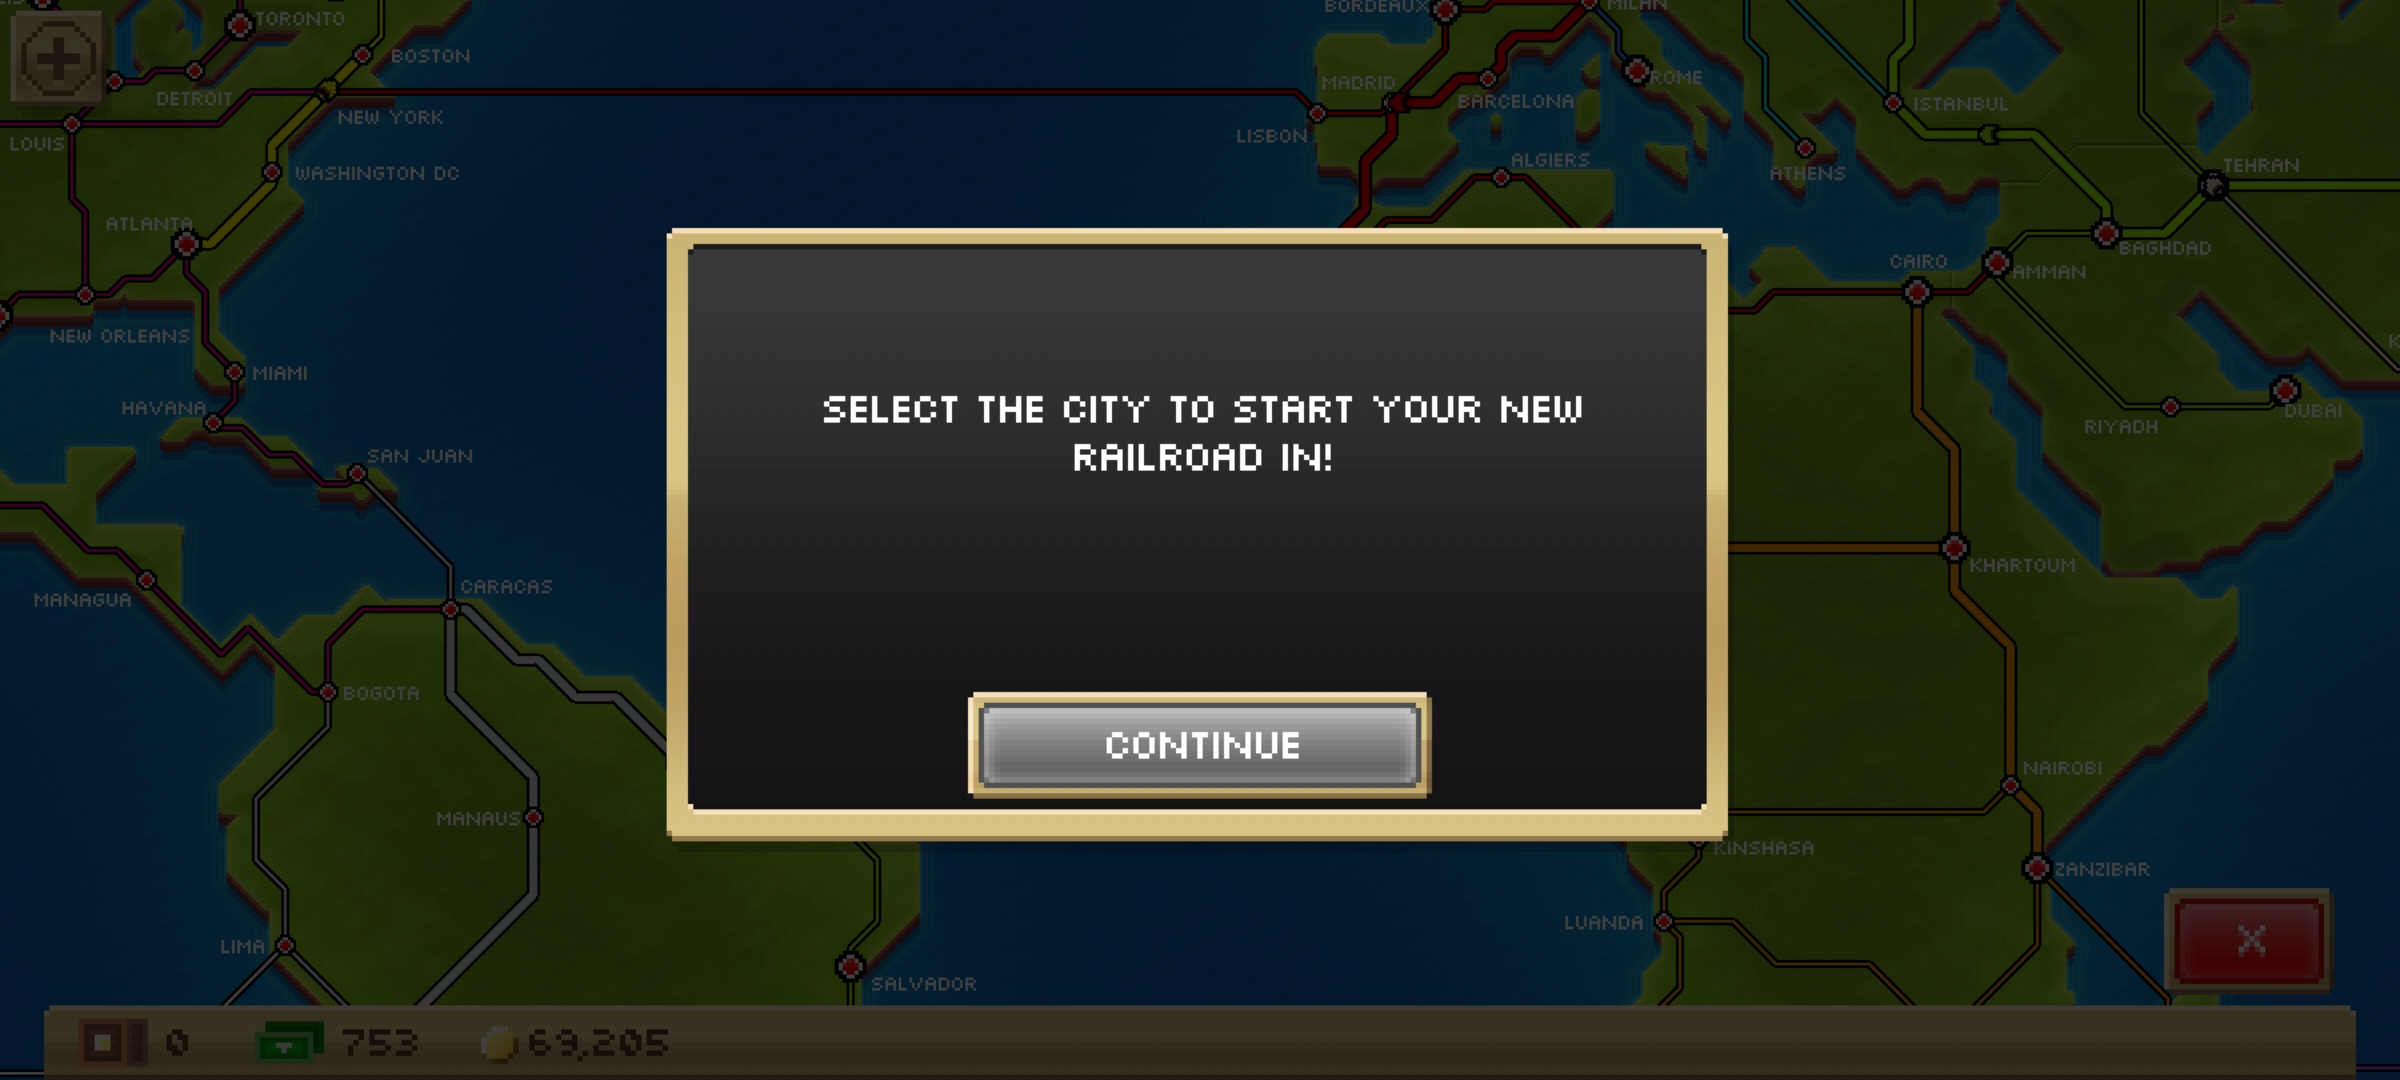 TORONTO
BORDEAUX
MILAN
BOSTON
MADRID
ROME
DETROIT
BARCELONA
ISTANBUL
NEW YORK
LISBON
LOUIS
ALGIERS
TEHRAN
WASHINGTON DC
ATHENS
ATLANTA
BAGHDAD
CAIRO
AMMAN
NEW ORLEANS
MIAMI
HAVANA
DUBAI
RIYADH
SELECT THE CITY TO START YOUR NEW
RAILROAD IN!
SAN JUAN
KHARTOUM
CARACAS
MANAGUA
BOGOTA
CONTINUE
NAIROBI
MANAUS
KINSHASA
ZANZIBAR
LUANDA
X
LIMA
SALVADOR
0
753
69,205